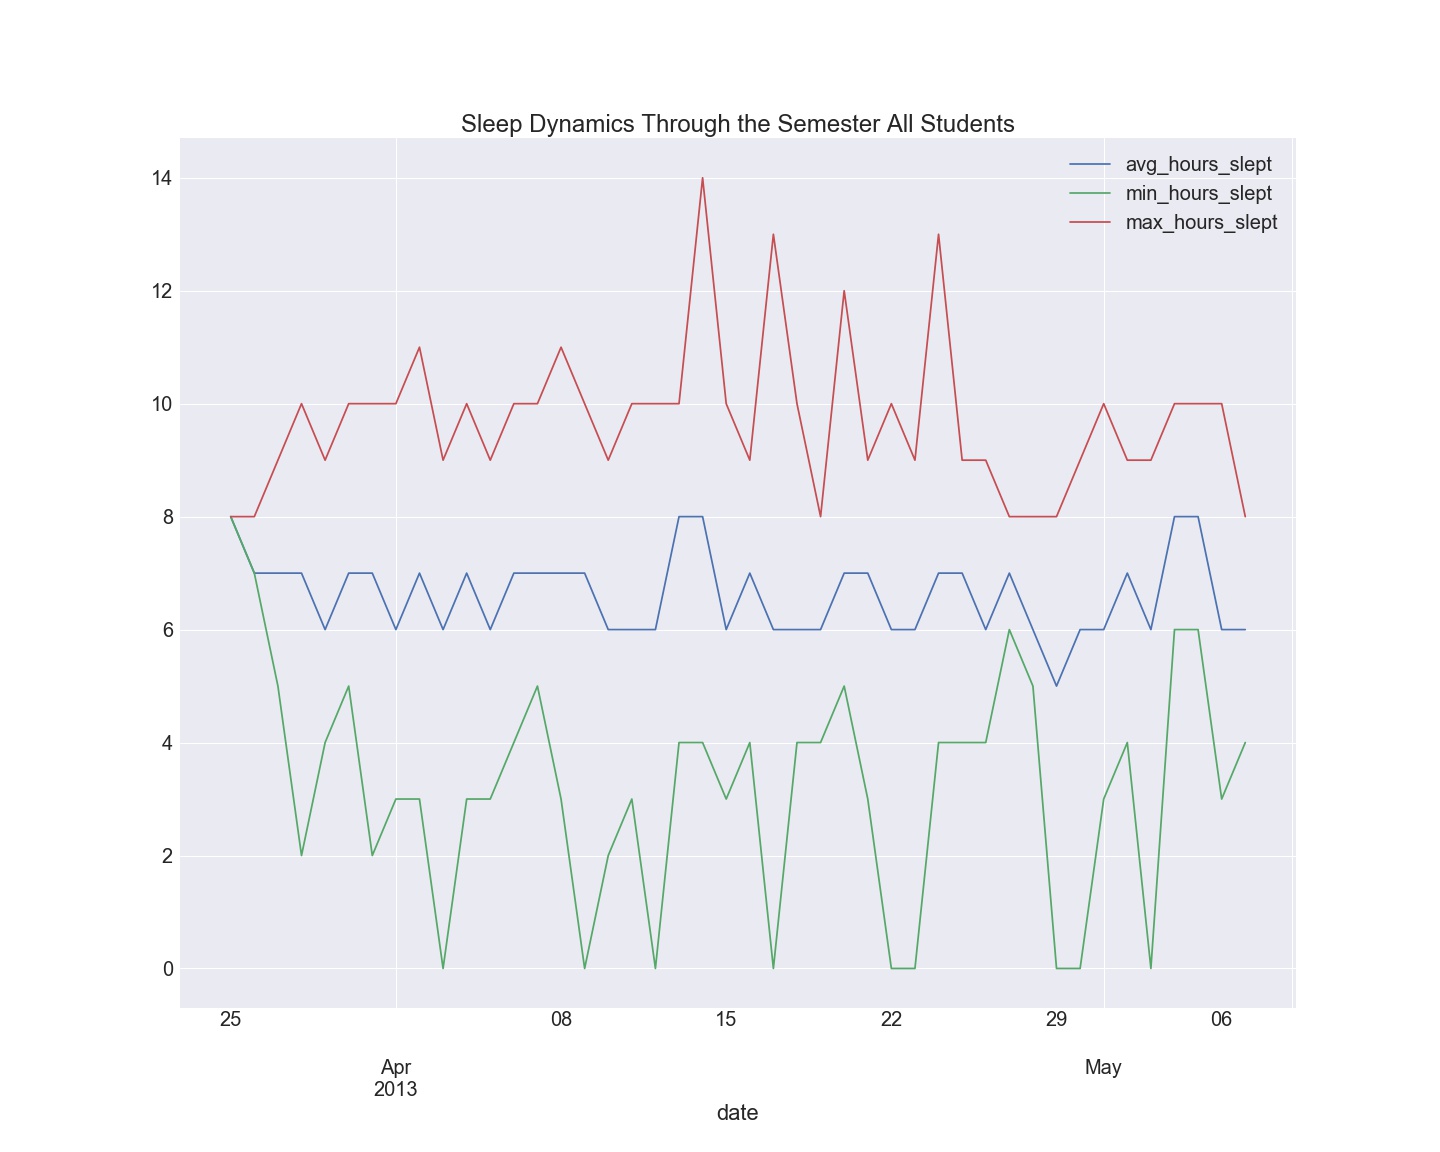 Sleep Dynamics Through the Semester All Students
avg_hours_slept
min_hours_slept
max_hours_slept
14
12
10
8
6
4
2
0
25
08
15
22
29
06
Apr
May
2013
date